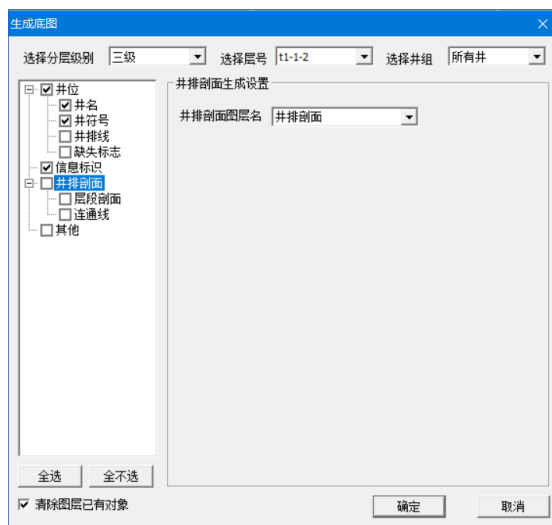 生成底图
选择分层级别 三级 选择层号 t1-1-2 选择井组 所有井
井位
井名
井符号
井排线
缺失标志
信息标识
井排剖面
层段剖面
连通线
其他
井排剖面生成设置
井排剖面图层名 井排剖面
全选 全不选
清除图层已有对象
确定 取消